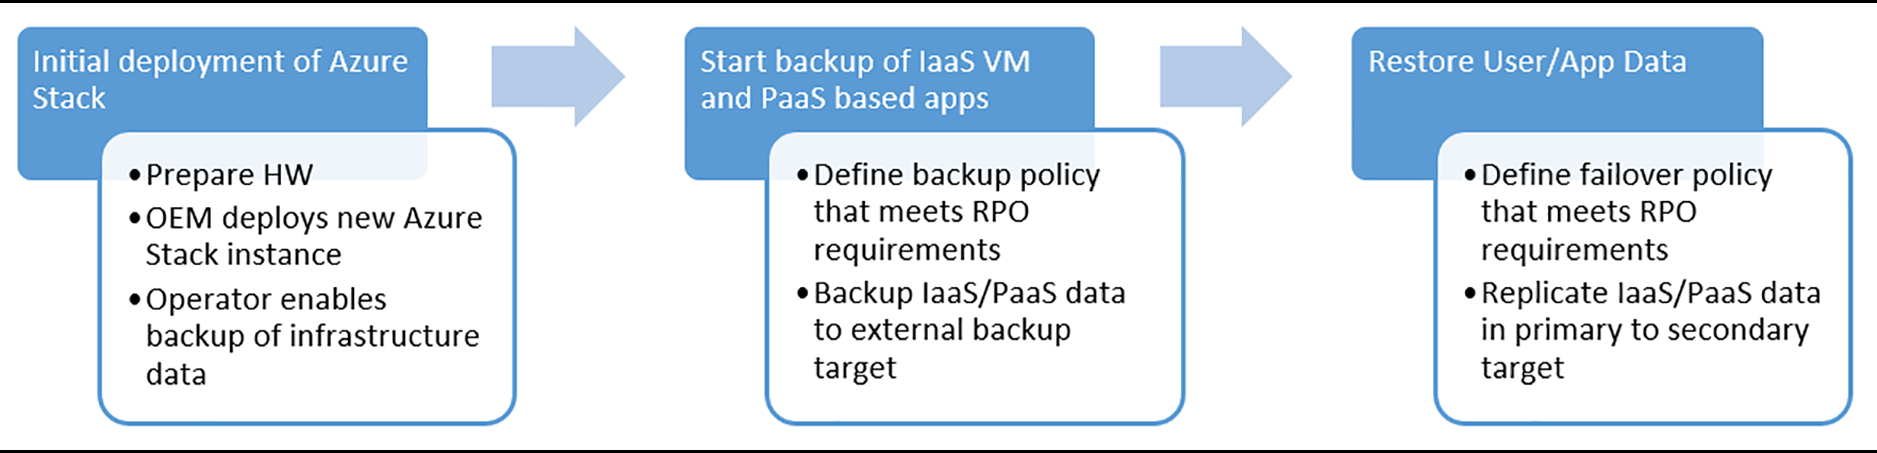 Initial deployment of Azure
Stack
•Prepare HW
•OEM deploys new Azure
Stack instance
•Operator enables
backup of infrastructure
data
Start backup of IaaS VM
and PaaS based apps
•Define backup policy
that meets RPO
requirements
•Backup IaaS/PaaS data
to external backup
target
Restore User/App Data
•Define failover policy
that meets RPO
requirements
•Replicate IaaS/PaaS data
in primary to secondary
target